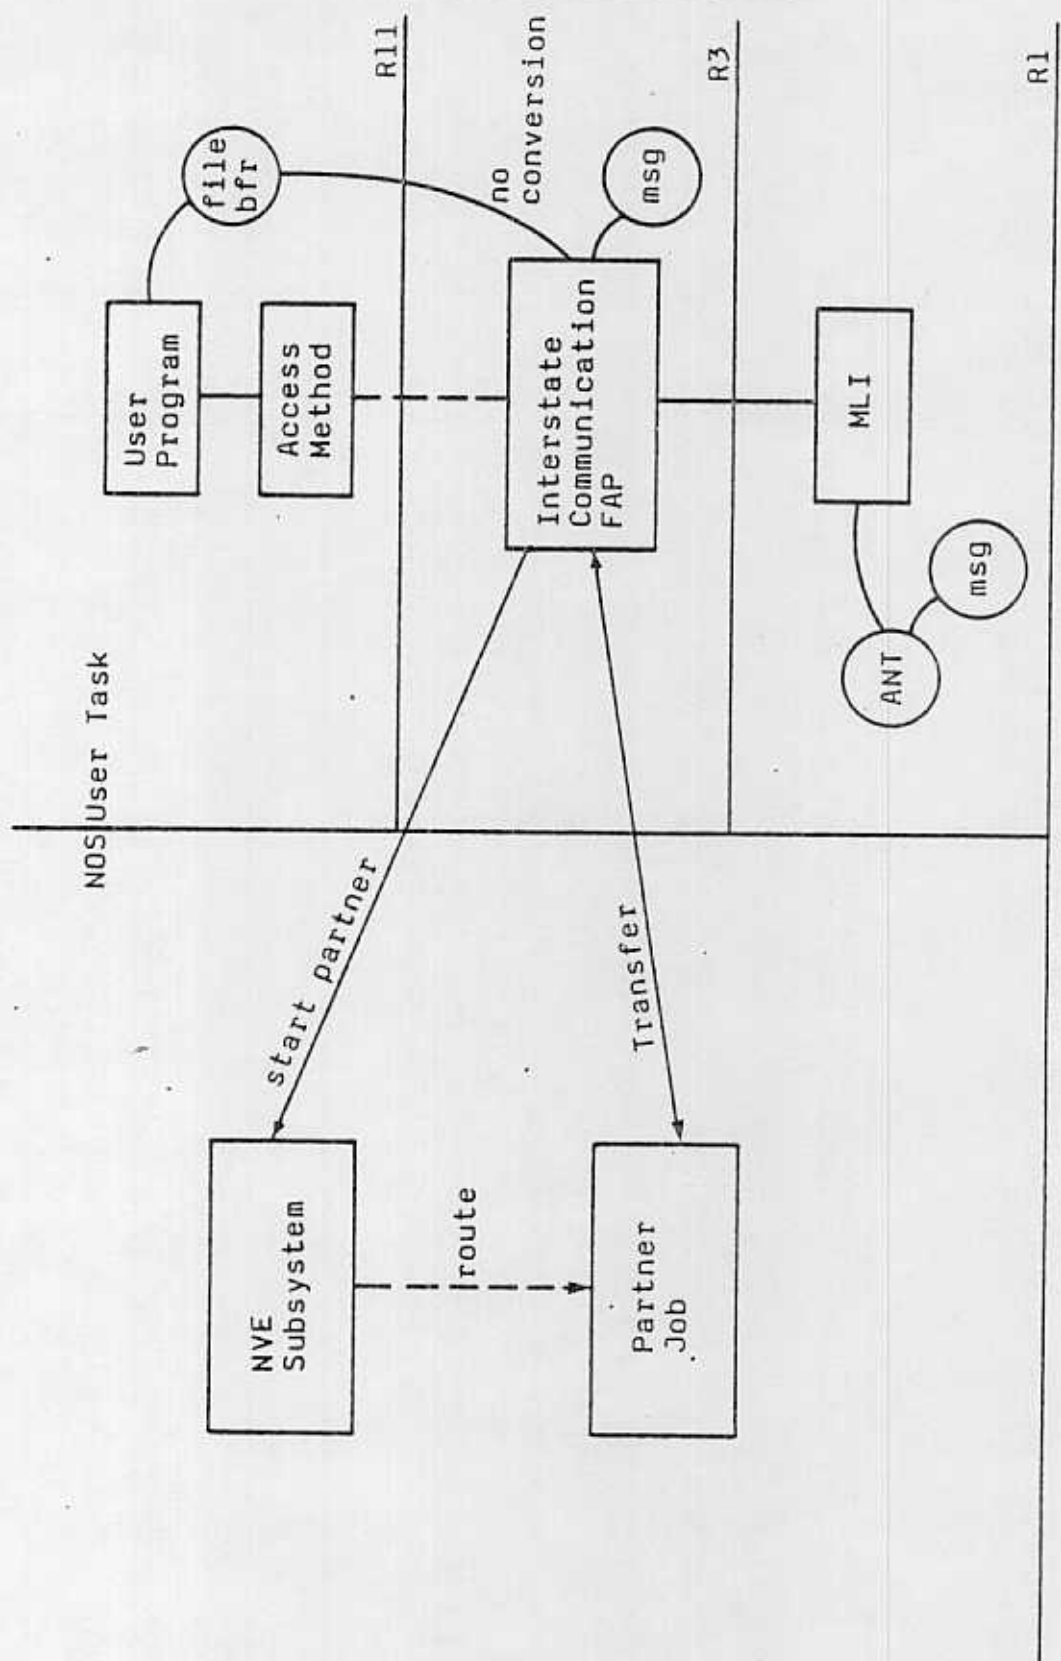 NOS User Task
User
Program
file
bfr
Access
Method
R11
NVE
Subsystem
start partner
no
conversion
Interstate
Communication
FAP
msg
route
Transfer
R3
Partner
Job
MLI
ANT
msg
R1